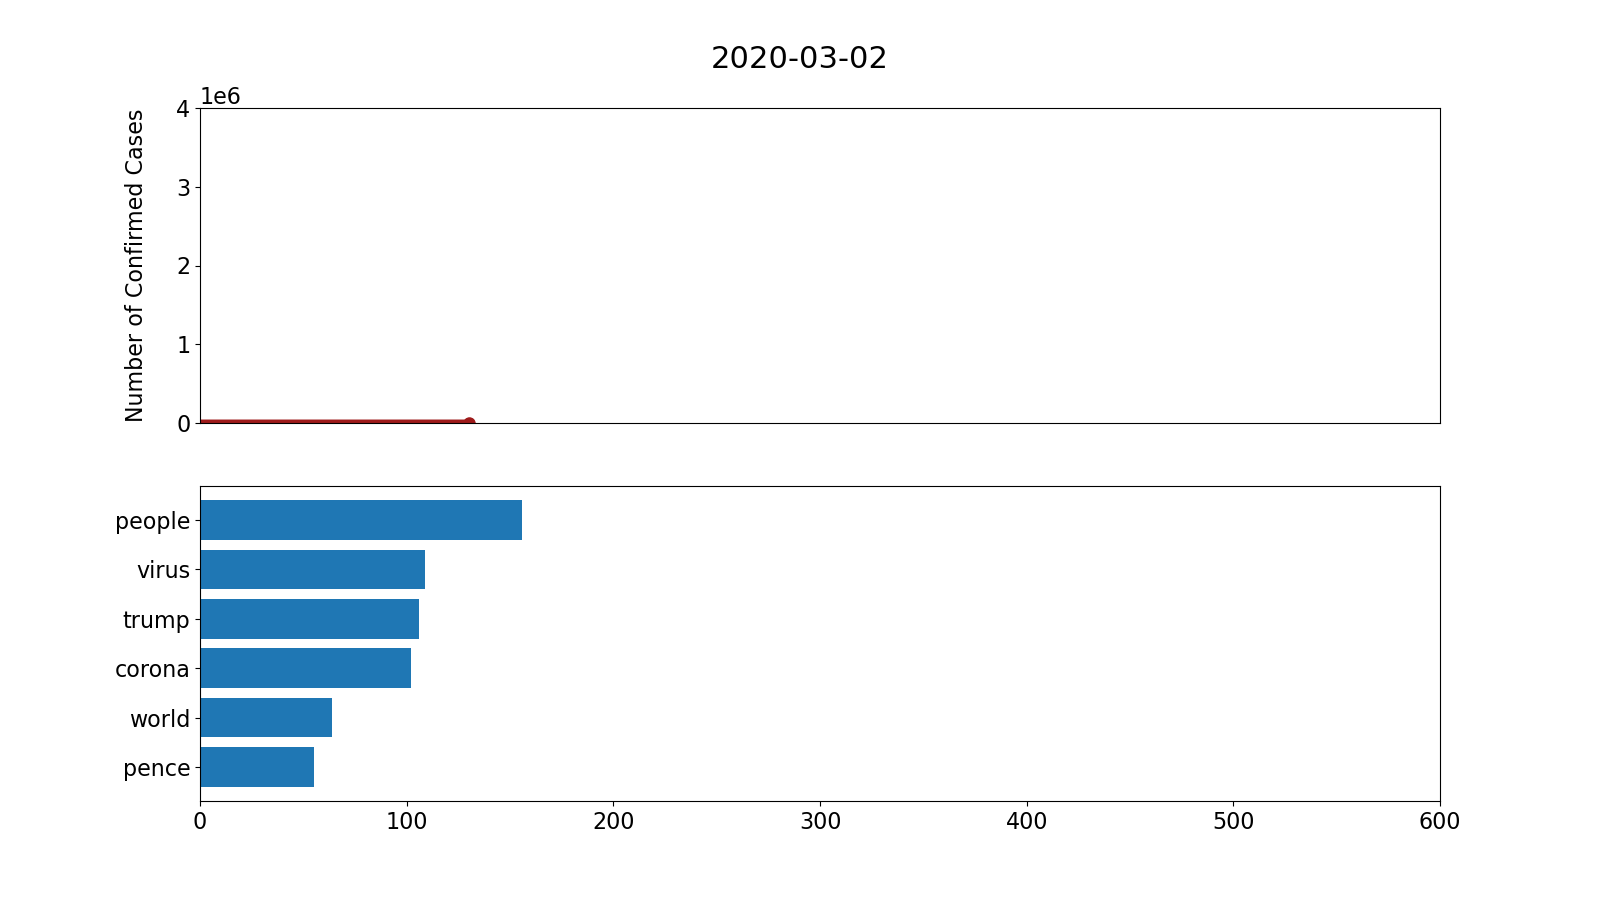 2020-03-02
1e6
Number of Confirmed Cases
4
3
2
1
0
people
virus
trump
corona
world
pence
0 100 200 300 400 500 600